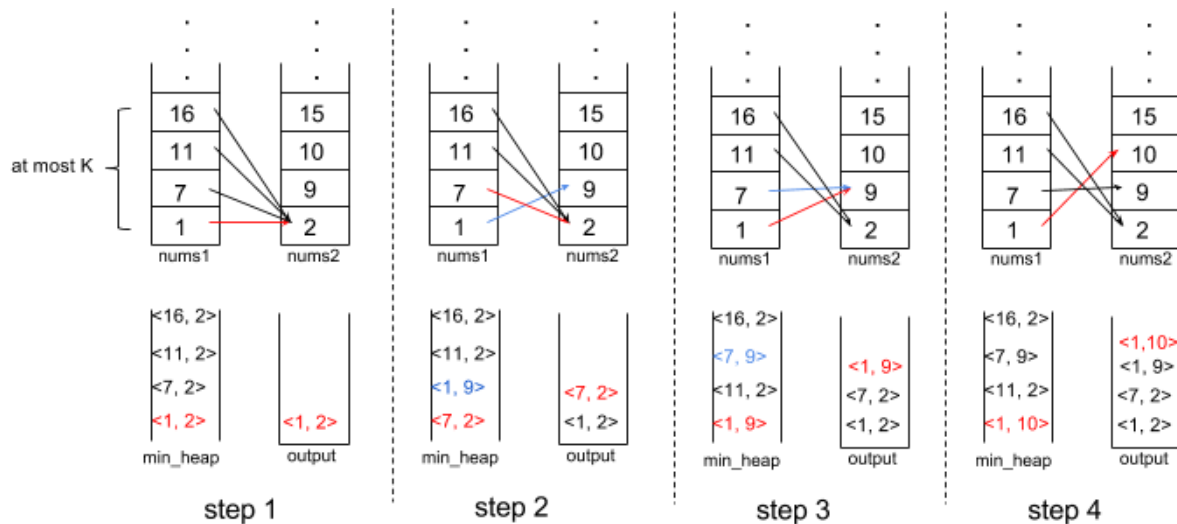 16 15 16 15 16 15 16 15
at most K
11 10 11 10 11 10 11 10
7 9 7 9 7 9 7 9
1 2 1 2 1 2 1 2
nums1 nums2 nums1 nums2 nums1 nums2 nums1 nums2
<16, 2> <16, 2> <16, 2> <16, 2>
<1,10>
<11, 2> <11, 2> <7, 9> <1, 9> <7, 9> <1, 9>
<7, 2> <1, 9> <7, 2> <11, 2> <7, 2> <11, 2> <7, 2>
<1, 2> <1, 2> <7, 2> <1, 2> <1, 9> <1, 2> <1, 10> <1, 2>
min_heap output min_heap output min_heap output min_heap output
step 1 step 2 step 3 step 4